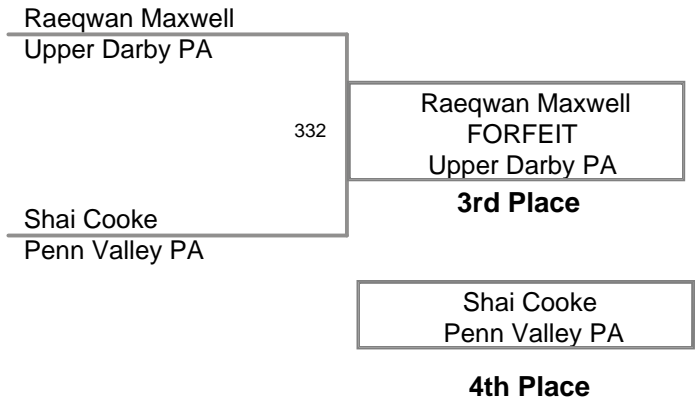 Raeqwan Maxwell
Upper Darby PA
332
Raeqwan Maxwell
FORFEIT
Upper Darby PA
3rd Place
Shai Cooke
Penn Valley PA
Shai Cooke
Penn Valley PA
4th Place